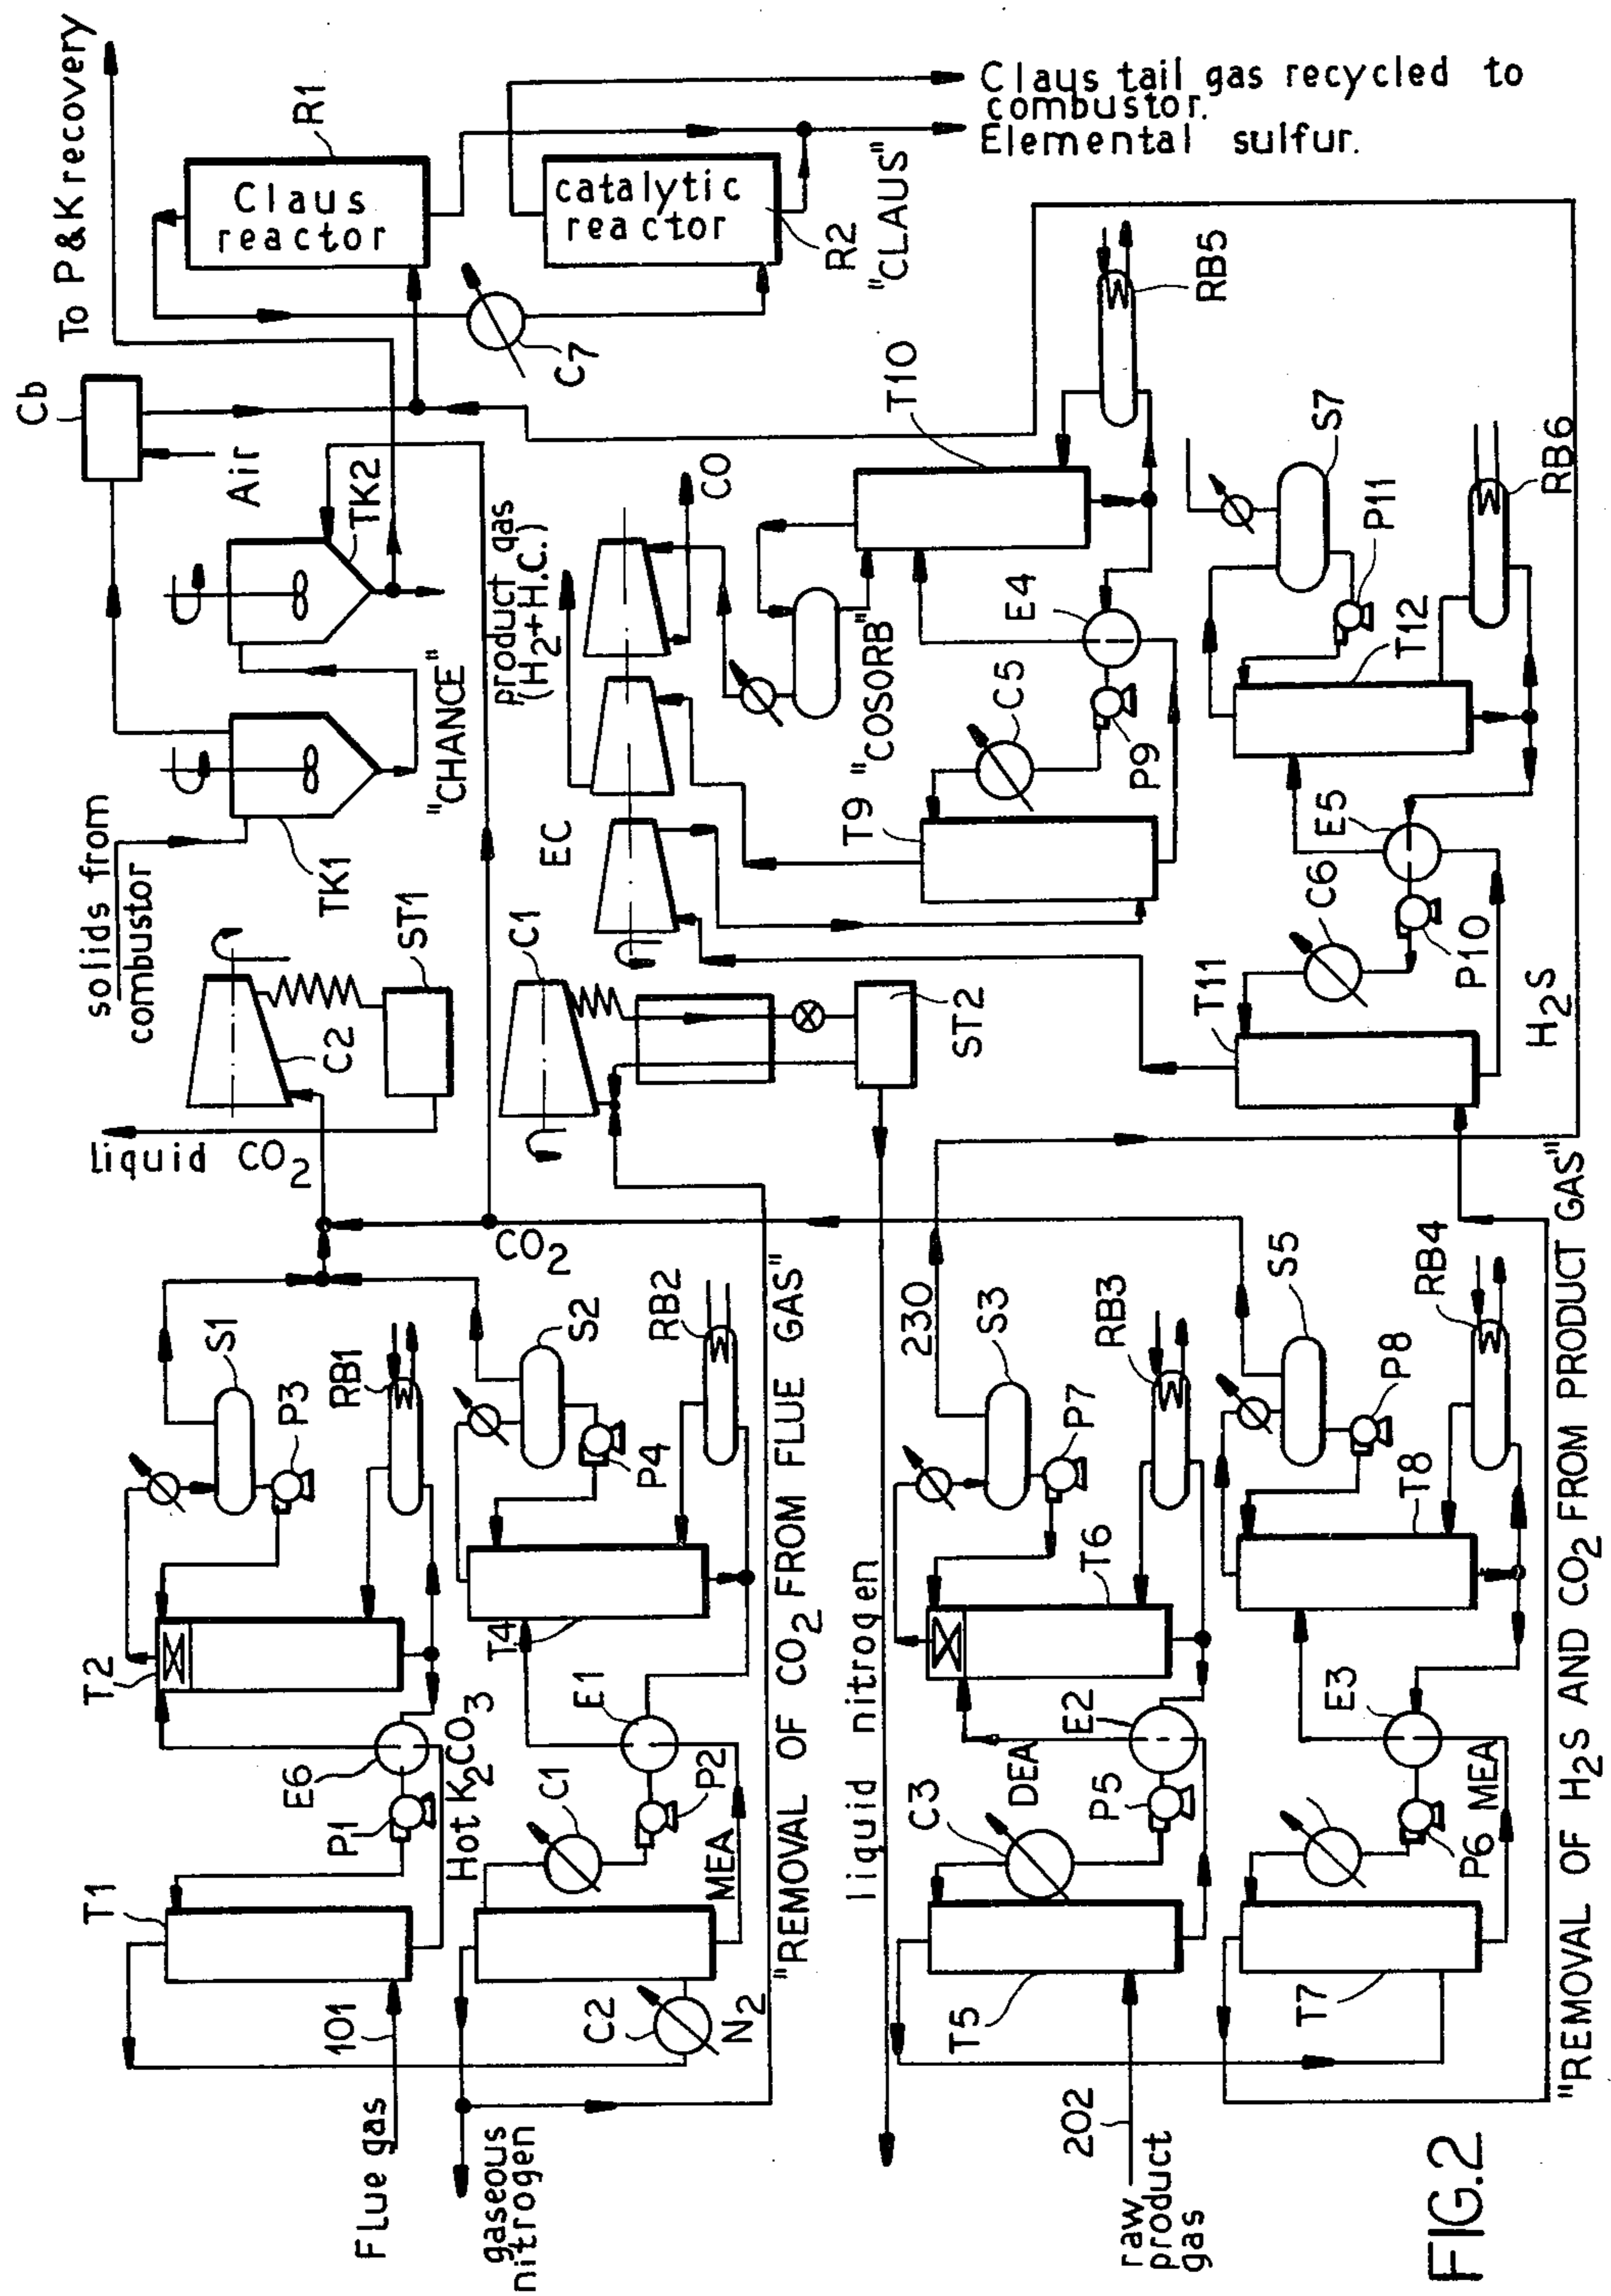 To P & K recovery
Cb
Air
R1
Claus
reactor
catalytic
reactor
R2
"CLAUS"
C7
Claus tail gas recycled to
combustor.
Elemental sulfur.
solids from
combustor
TK1
TK2
"CHANCE"
C2
ST1
liquid CO2
product gas
(H2+H.C.)
CO
EC
C1
ST2
T10
RB5
"COSORB"
E4
C5
P9
T9
S7
P11
RB6
T12
E5
C6
P10
T11
H2S
CO2
S1
P3
RB1
T2
E6
P1
Hot K2CO3
T1
101
Flue gas
S2
P4
RB2
T4
E1
C1
P2
MEA
C2
N2
gaseous
nitrogen
"REMOVAL OF CO2 FROM FLUE GAS"
liquid nitrogen
230
S3
P7
RB3
T6
E2
DEA
P5
C3
T5
202
raw
product
gas
S5
P8
RB4
T8
E3
P6
MEA
T7
"REMOVAL OF H2S AND CO2 FROM PRODUCT GAS"
FIG.2